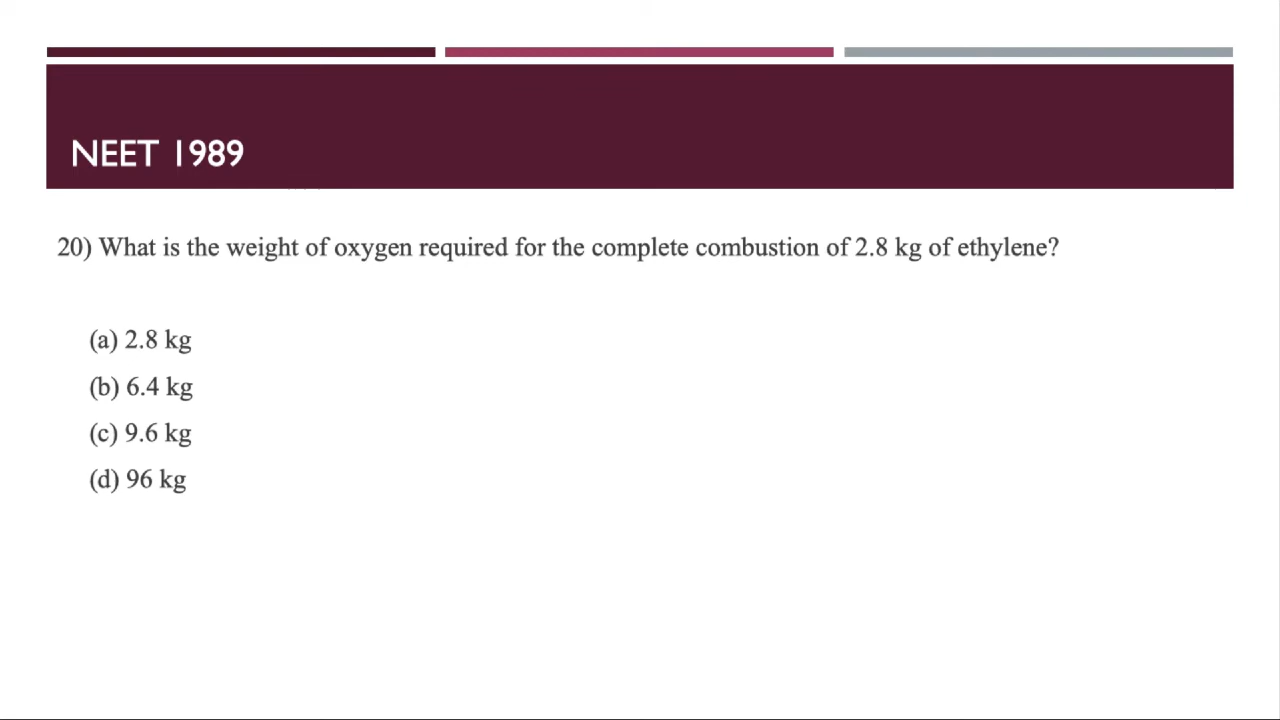 NEET 1989
20) What is the weight of oxygen required for the complete combustion of 2.8 kg of ethylene?
(a) 2.8 kg
(b) 6.4 kg
(c) 9.6 kg
(d) 96 kg